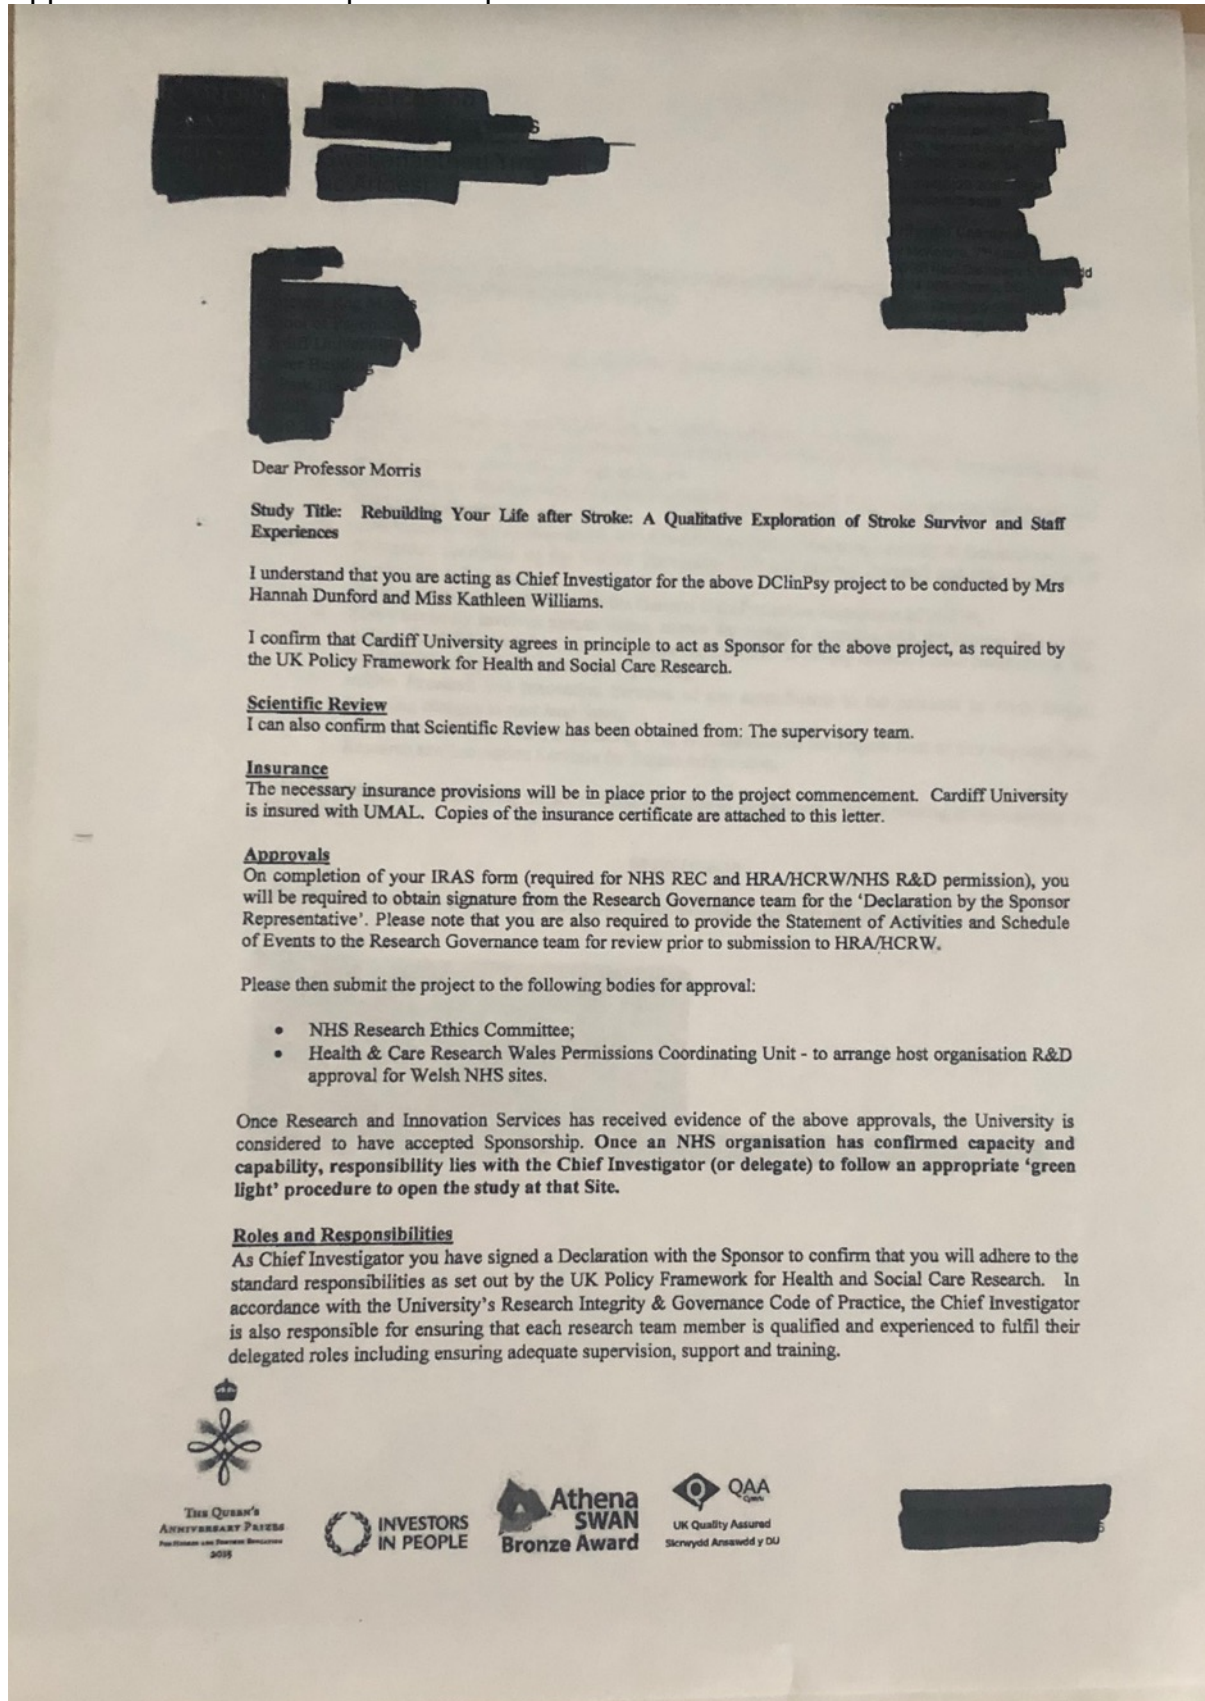 Dear Professor Morris
Study Title: Rebuilding Your Life after Stroke: A Qualitative Exploration of Stroke Survivor and Staff
Experiences
I understand that you are acting as Chief Investigator for the above DClinPsy project to be conducted by Mrs
Hannah Dunford and Miss Kathleen Williams.
I confirm that Cardiff University agrees in principle to act as Sponsor for the above project, as required by
the UK Policy Framework for Health and Social Care Research.
Scientific Review
I can also confirm that Scientific Review has been obtained from: The supervisory team.
Insurance
The necessary insurance provisions will be in place prior to the project commencement. Cardiff University
is insured with UMAL. Copies of the insurance certificate are attached to this letter.
Approvals
On completion of your IRAS form (required for NHS REC and HRA/HCRW/NHS R&D permission), you
will be required to obtain signature from the Research Governance team for the ‘Declaration by the Sponsor
Representative’. Please note that you are also required to provide the Statement of Activities and Schedule
of Events to the Research Governance team for review prior to submission to HRA/HCRW.
Please then submit the project to the following bodies for approval:
• NHS Research Ethics Committee;
• Health & Care Research Wales Permissions Coordinating Unit - to arrange host organisation R&D
approval for Welsh NHS sites.
Once Research and Innovation Services has received evidence of the above approvals, the University is
considered to have accepted Sponsorship. Once an NHS organisation has confirmed capacity and
capability, responsibility lies with the Chief Investigator (or delegate) to follow an appropriate ‘green
light’ procedure to open the study at that Site.
Roles and Responsibilities
As Chief Investigator you have signed a Declaration with the Sponsor to confirm that you will adhere to the
standard responsibilities as set out by the UK Policy Framework for Health and Social Care Research. In
accordance with the University’s Research Integrity & Governance Code of Practice, the Chief Investigator
is also responsible for ensuring that each research team member is qualified and experienced to fulfil their
delegated roles including ensuring adequate supervision, support and training.
THE QUEEN'S
ANNIVERSARY PRIZES
FOR HIGHER AND FURTHER EDUCATION
2015
INVESTORS
IN PEOPLE
Athena
SWAN
Bronze Award
QAA
Cymru
UK Quality Assured
Sicrwydd Ansawdd y DU